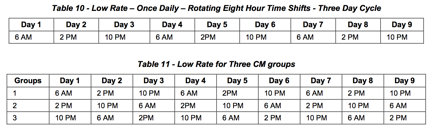 Table 10 - Low Rate – Once Daily – Rotating Eight Hour Time Shifts - Three Day Cycle
Day 1 Day 2 Day 3 Day 4 Day 5 Day 6 Day 7 Day 8 Day 9
6 AM 2 PM 10 PM 6 AM 2PM 10 PM 6 AM 2 PM 10 PM
Table 11 - Low Rate for Three CM groups
Groups Day 1 Day 2 Day 3 Day 4 Day 5 Day 6 Day 7 Day 8 Day 9
1 6 AM 2 PM 10 PM 6 AM 2PM 10 PM 6 AM 2 PM 10 PM
2 2 PM 10 PM 6 AM 2 PM 10 PM 6 AM 2 PM 10 PM 6 AM
3 10 PM 6 AM 2PM 10 PM 6 AM 2 PM 10 PM 6 AM 2 PM